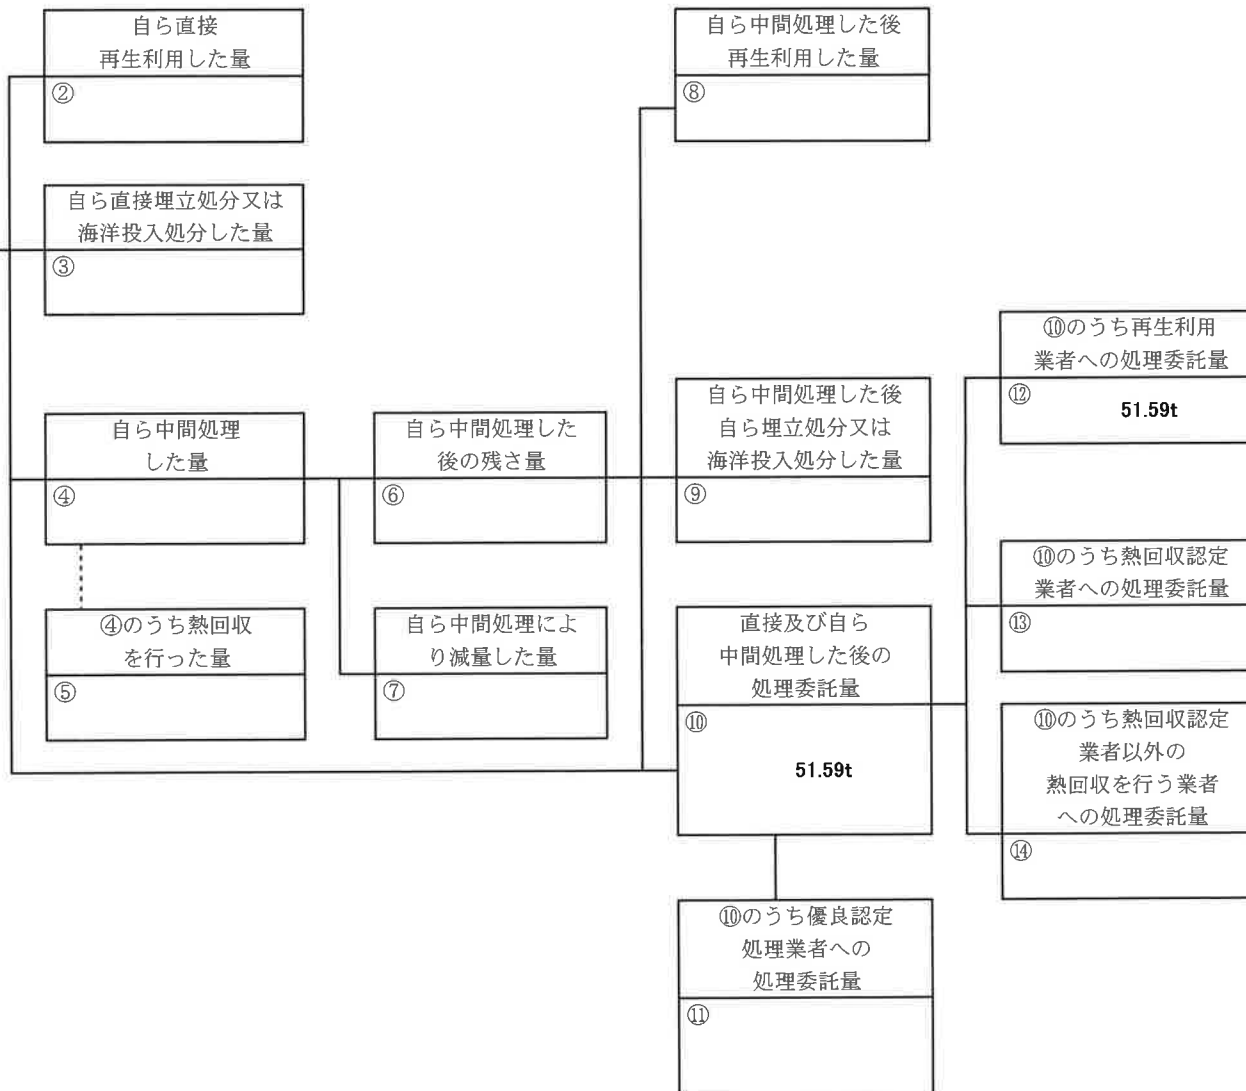 自ら直接
再生利用した量
②
自ら中間処理した後
再生利用した量
⑧
自ら直接埋立処分又は
海洋投入処分した量
③
⑩のうち再生利用
業者への処理委託量
⑫
51.59t
自ら中間処理
した量
④
自ら中間処理した
後の残さ量
⑥
自ら中間処理した後
自ら埋立処分又は
海洋投入処分した量
⑨
⑩のうち熱回収認定
業者への処理委託量
⑬
④のうち熱回収
を行った量
⑤
自ら中間処理によ
り減量した量
⑦
直接及び自ら
中間処理した後の
処理委託量
⑩
51.59t
⑩のうち熱回収認定
業者以外の
熱回収を行う業者
への処理委託量
⑭
⑩のうち優良認定
処理業者への
処理委託量
⑪